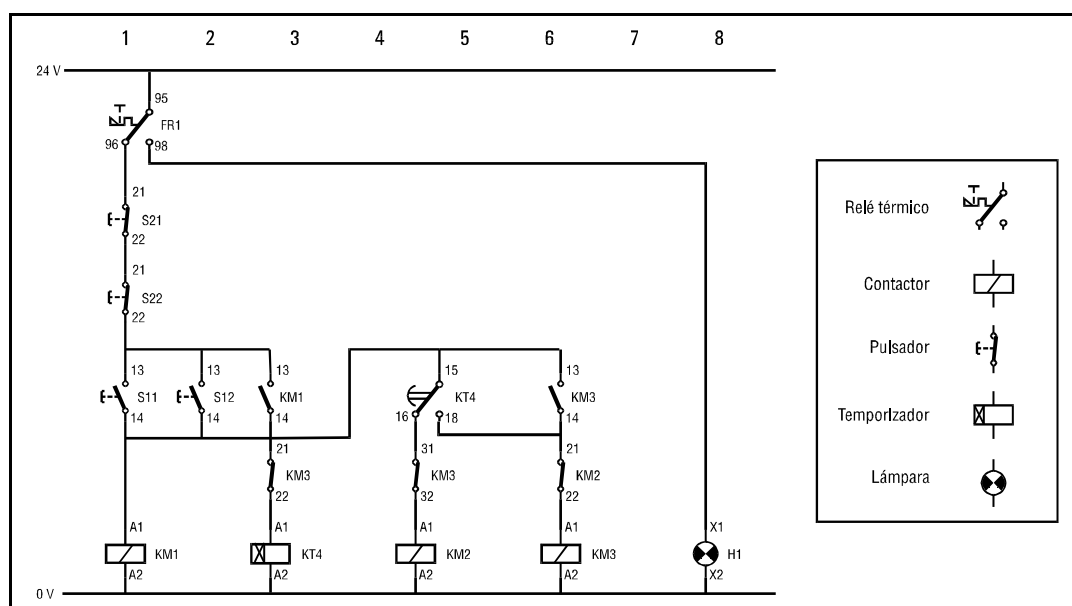 1 2 3 4 5 6 7 8
24 V
95
FR1
96 98
21
S21
22
21
S22
22
13 13 13 15 13
S11 S12 KM1 KT4 KM3
14 14 14 16 18 14
21 31 21
KM3 KM3 KM2
22 32 22
A1 A1 A1 A1 X1
KM1 KT4 KM2 KM3 H1
A2 A2 A2 A2 X2
0 V
Relé térmico
Contactor
Pulsador
Temporizador
Lámpara